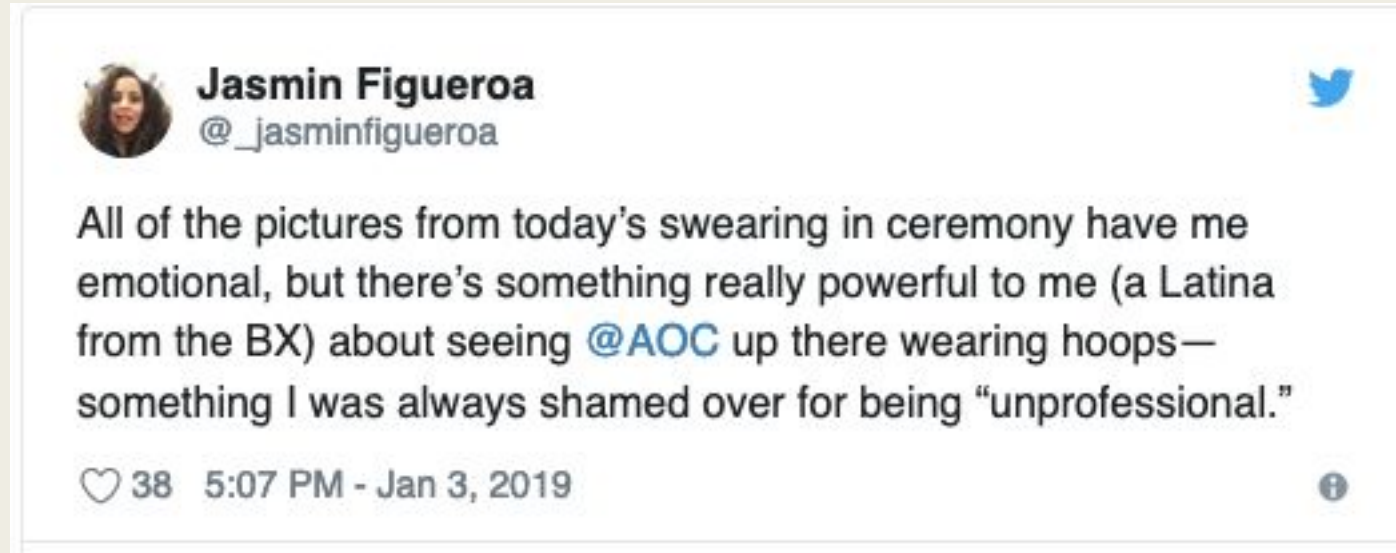 Jasmin Figueroa
@_jasminfigueroa
All of the pictures from today’s swearing in ceremony have me
emotional, but there’s something really powerful to me (a Latina
from the BX) about seeing @AOC up there wearing hoops—
something I was always shamed over for being “unprofessional.”
38 5:07 PM - Jan 3, 2019